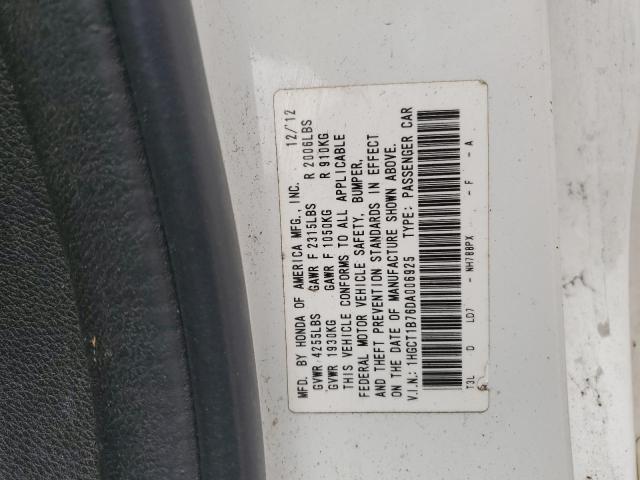 MFD. BY HONDA OF AMERICA MFG., INC. 12/12
GVWR 4255LBS GAWR F 2315LBS R 2006LBS
GVWR 1930KG GAWR F 1050KG R 910KG
THIS VEHICLE CONFORMS TO ALL APPLICABLE
FEDERAL MOTOR VEHICLE SAFETY, BUMPER,
AND THEFT PREVENTION STANDARDS IN EFFECT
ON THE DATE OF MANUFACTURE SHOWN ABOVE.
V.I.N.: 1HGCT1B76DA006925 TYPE: PASSENGER CAR
T3L D LD7 - NH788PX - F - A